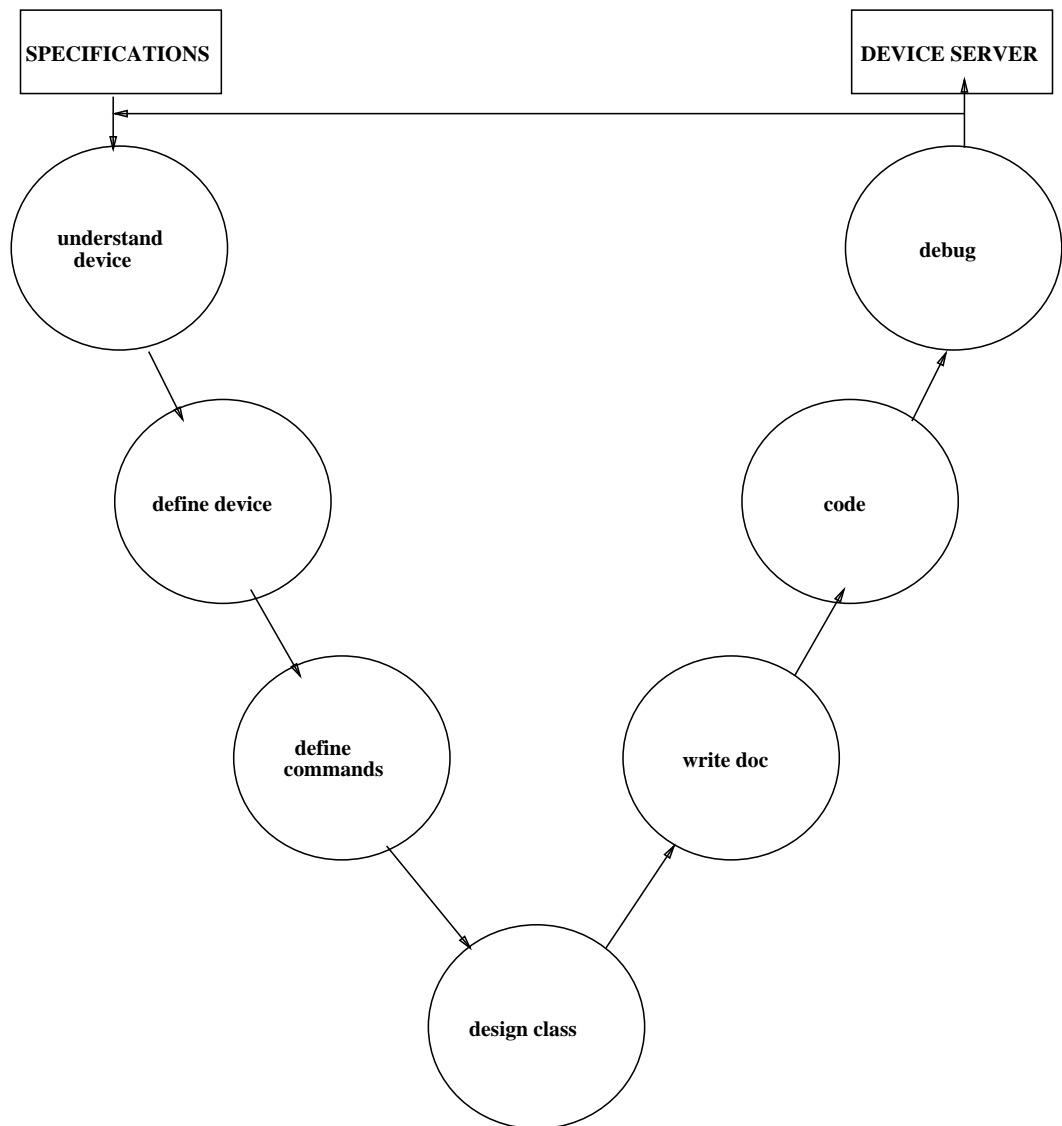 SPECIFICATIONS
DEVICE SERVER
understand
device
debug
define device
code
define
commands
write doc
design class